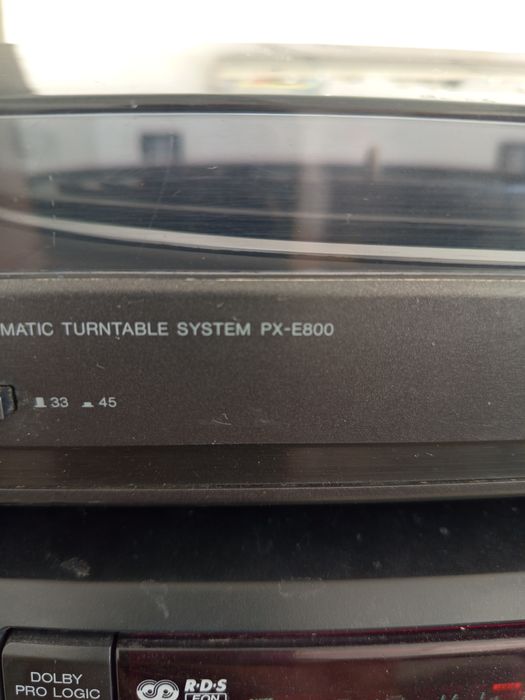 MATIC TURNTABLE SYSTEM PX-E800
33 45
DOLBY
PRO LOGIC
R·D·S
EON